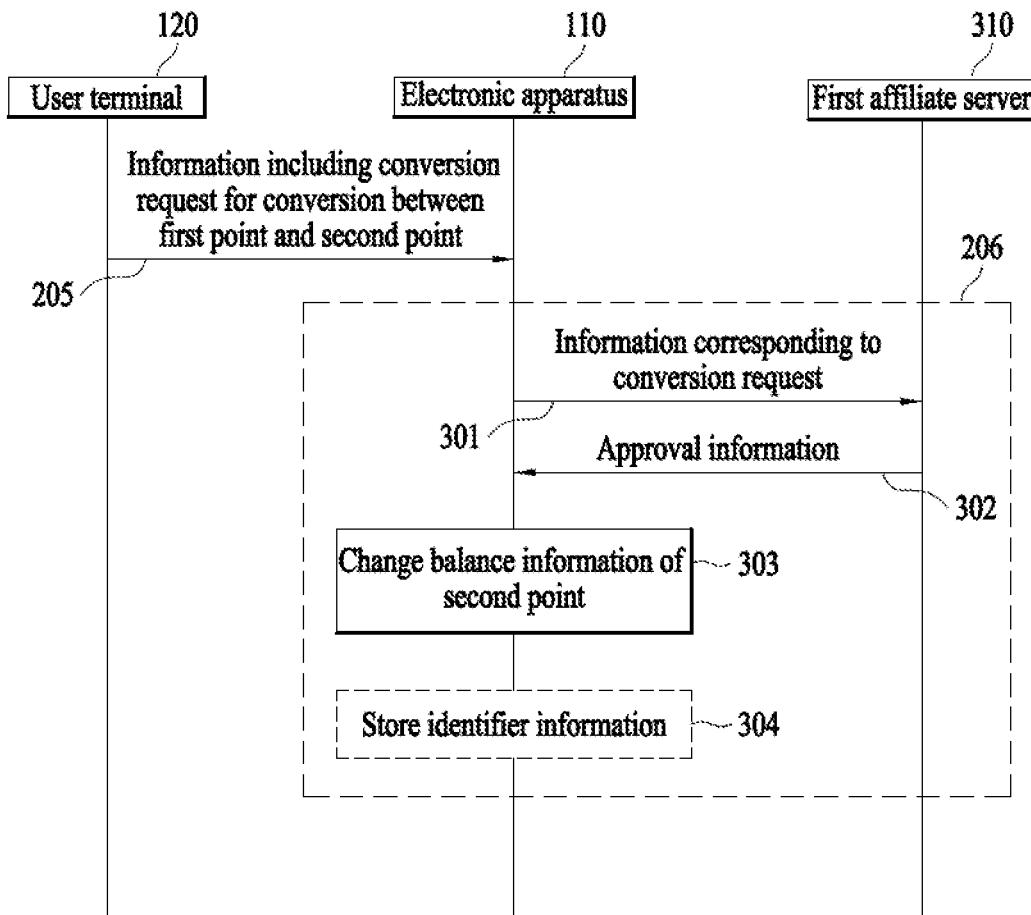 120
110
310
User terminal
Electronic apparatus
First affiliate server
Information including conversion
request for conversion between
first point and second point
205
206
Information corresponding to
conversion request
301
Approval information
302
Change balance information of
second point
303
Store identifier information
304